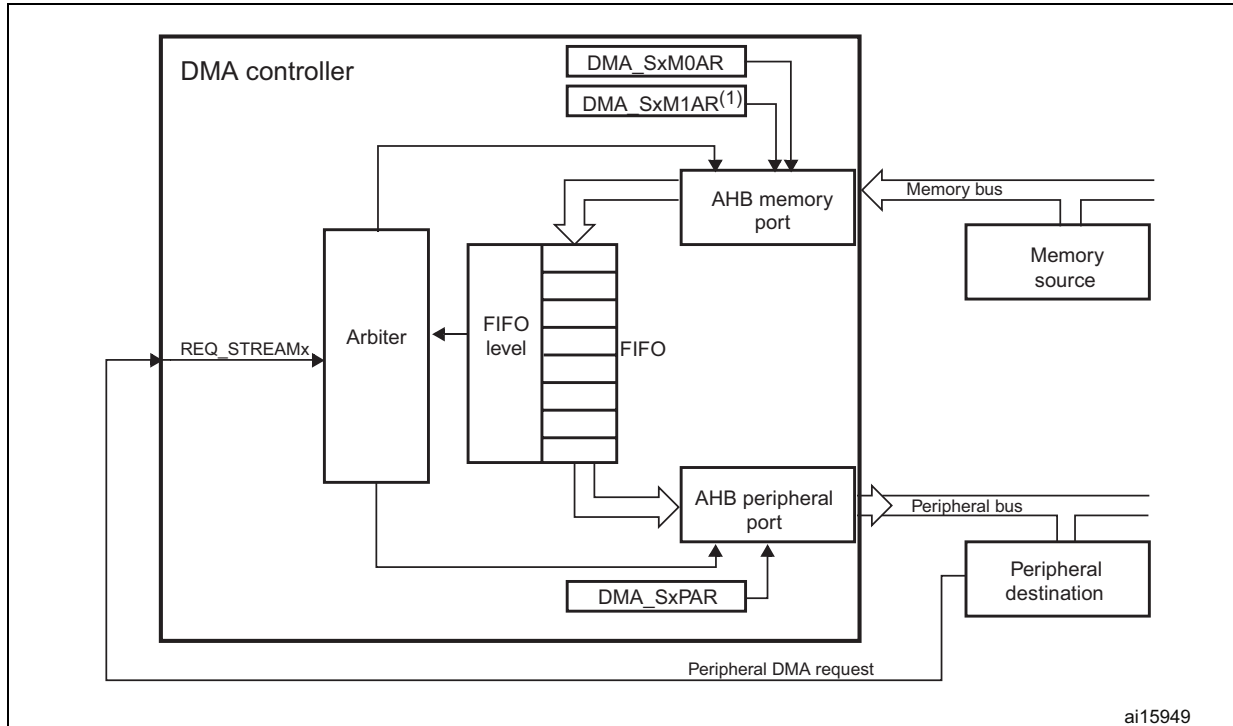 DMA controller
DMA_SxM0AR
DMA_SxM1AR(1)
AHB memory
port
Memory bus
Memory
source
Arbiter
FIFO
level
FIFO
REQ_STREAMx
AHB peripheral
port
Peripheral bus
Peripheral
destination
DMA_SxPAR
Peripheral DMA request
ai15949